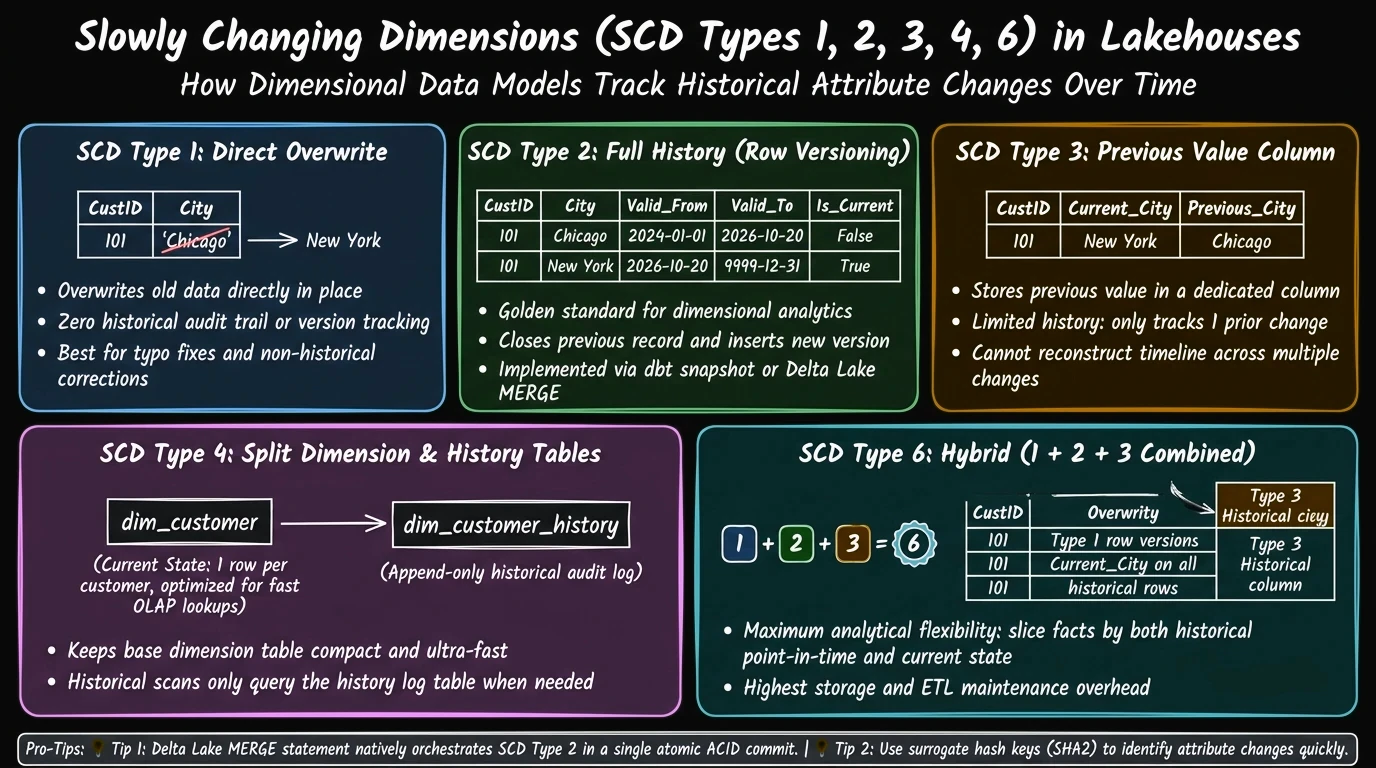 Slowly Changing Dimensions (SCD Types 1, 2, 3, 4, 6) in Lakehouses
How Dimensional Data Models Track Historical Attribute Changes Over Time
SCD Type 1: Direct Overwrite
CustID City
101 'Chicago' New York
• Overwrites old data directly in place
• Zero historical audit trail or version tracking
• Best for typo fixes and non-historical
corrections
SCD Type 2: Full History (Row Versioning)
CustID City Valid_From Valid_To Is_Current
101 Chicago 2024-01-01 2026-10-20 False
101 New York 2026-10-20 9999-12-31 True
• Golden standard for dimensional analytics
• Closes previous record and inserts new version
• Implemented via dbt snapshot or Delta Lake
MERGE
SCD Type 3: Previous Value Column
CustID Current_City Previous_City
101 New York Chicago
• Stores previous value in a dedicated column
• Limited history: only tracks 1 prior change
• Cannot reconstruct timeline across multiple
changes
SCD Type 4: Split Dimension & History Tables
dim_customer
(Current State: 1 row per
customer, optimized for fast
OLAP lookups)
dim_customer_history
(Append-only historical audit log)
• Keeps base dimension table compact and ultra-fast
• Historical scans only query the history log table when needed
SCD Type 6: Hybrid (1 + 2 + 3 Combined)
1 + 2 + 3 = 6
CustID Overwrity
101 Type 1 row versions
101 Current_City on all
101 historical rows
Type 3
Historical
Type 3
Historical
column
• Maximum analytical flexibility: slice facts by both historical
point-in-time and current state
• Highest storage and ETL maintenance overhead
Pro-Tips: Tip 1: Delta Lake MERGE statement natively orchestrates SCD Type 2 in a single atomic ACID commit. | Tip 2: Use surrogate hash keys (SHA2) to identify attribute changes quickly.